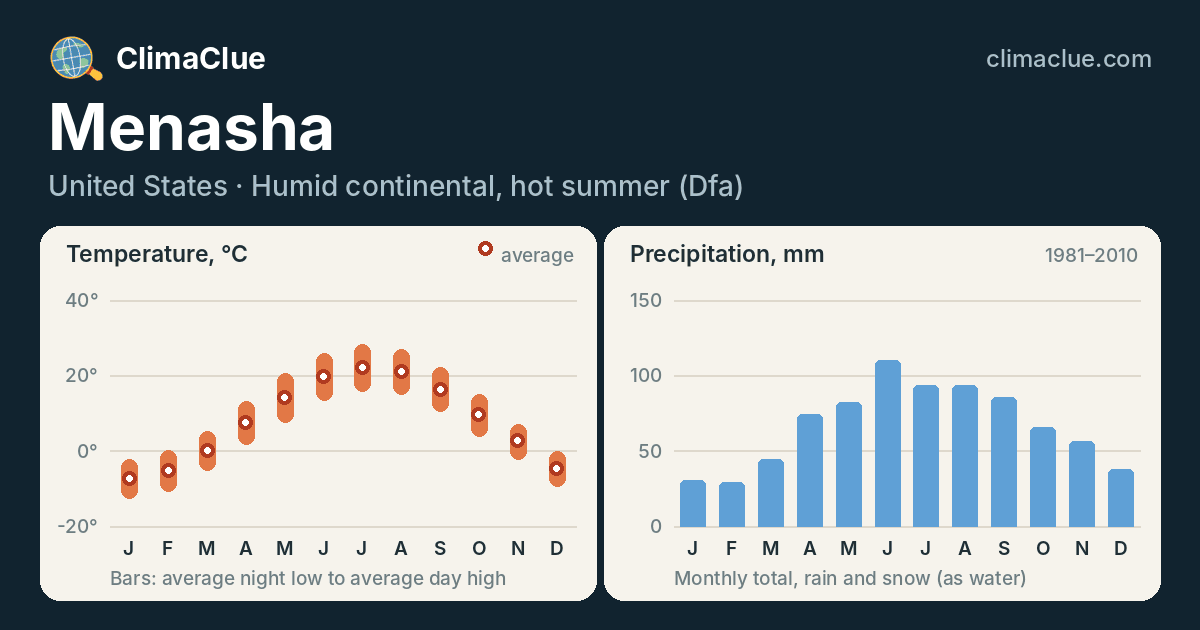 ClimaClue
climaclue.com
Menasha
United States · Humid continental, hot summer (Dfa)
Temperature, °C
average
40°
20°
0°
-20°
J F M A M J J A S O N D
Bars: average night low to average day high
Precipitation, mm
1981–2010
150
100
50
0
J F M A M J J A S O N D
Monthly total, rain and snow (as water)